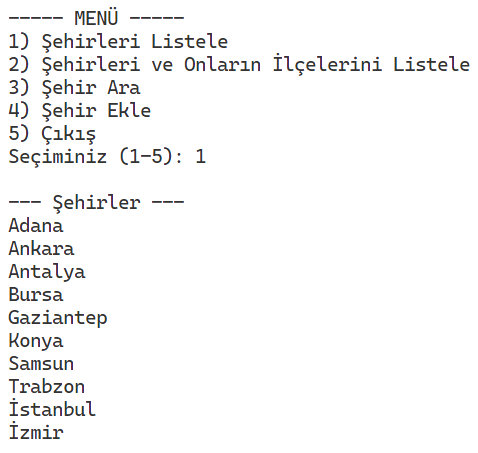 ----- MENÜ -----
1) Şehirleri Listele
2) Şehirleri ve Onların İlçelerini Listele
3) Şehir Ara
4) Şehir Ekle
5) Çıkış
Seçiminiz (1-5): 1
--- Şehirler ---
Adana
Ankara
Antalya
Bursa
Gaziantep
Konya
Samsun
Trabzon
İstanbul
İzmir